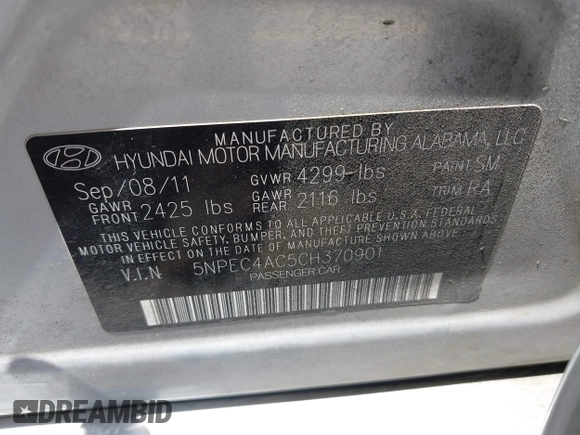 MANUFACTURED BY
HYUNDAI MOTOR MANUFACTURING ALABAMA, LLC
Sep/08/11 GVWR 4299-lbs PAINT SM
GAWR FRONT 2425 lbs GAWR REAR 2116 lbs TRIM RA
THIS VEHICLE CONFORMS TO ALL APPLICABLE U.S.A. FEDERAL
MOTOR VEHICLE SAFETY, BUMPER, AND THEFT PREVENTION STANDARDS
IN EFFECT ON THE DATE OF MANUFACTURE SHOWN ABOVE.
V.I.N 5NPEC4AC5CH370901
PASSENGER CAR
DREAMBID